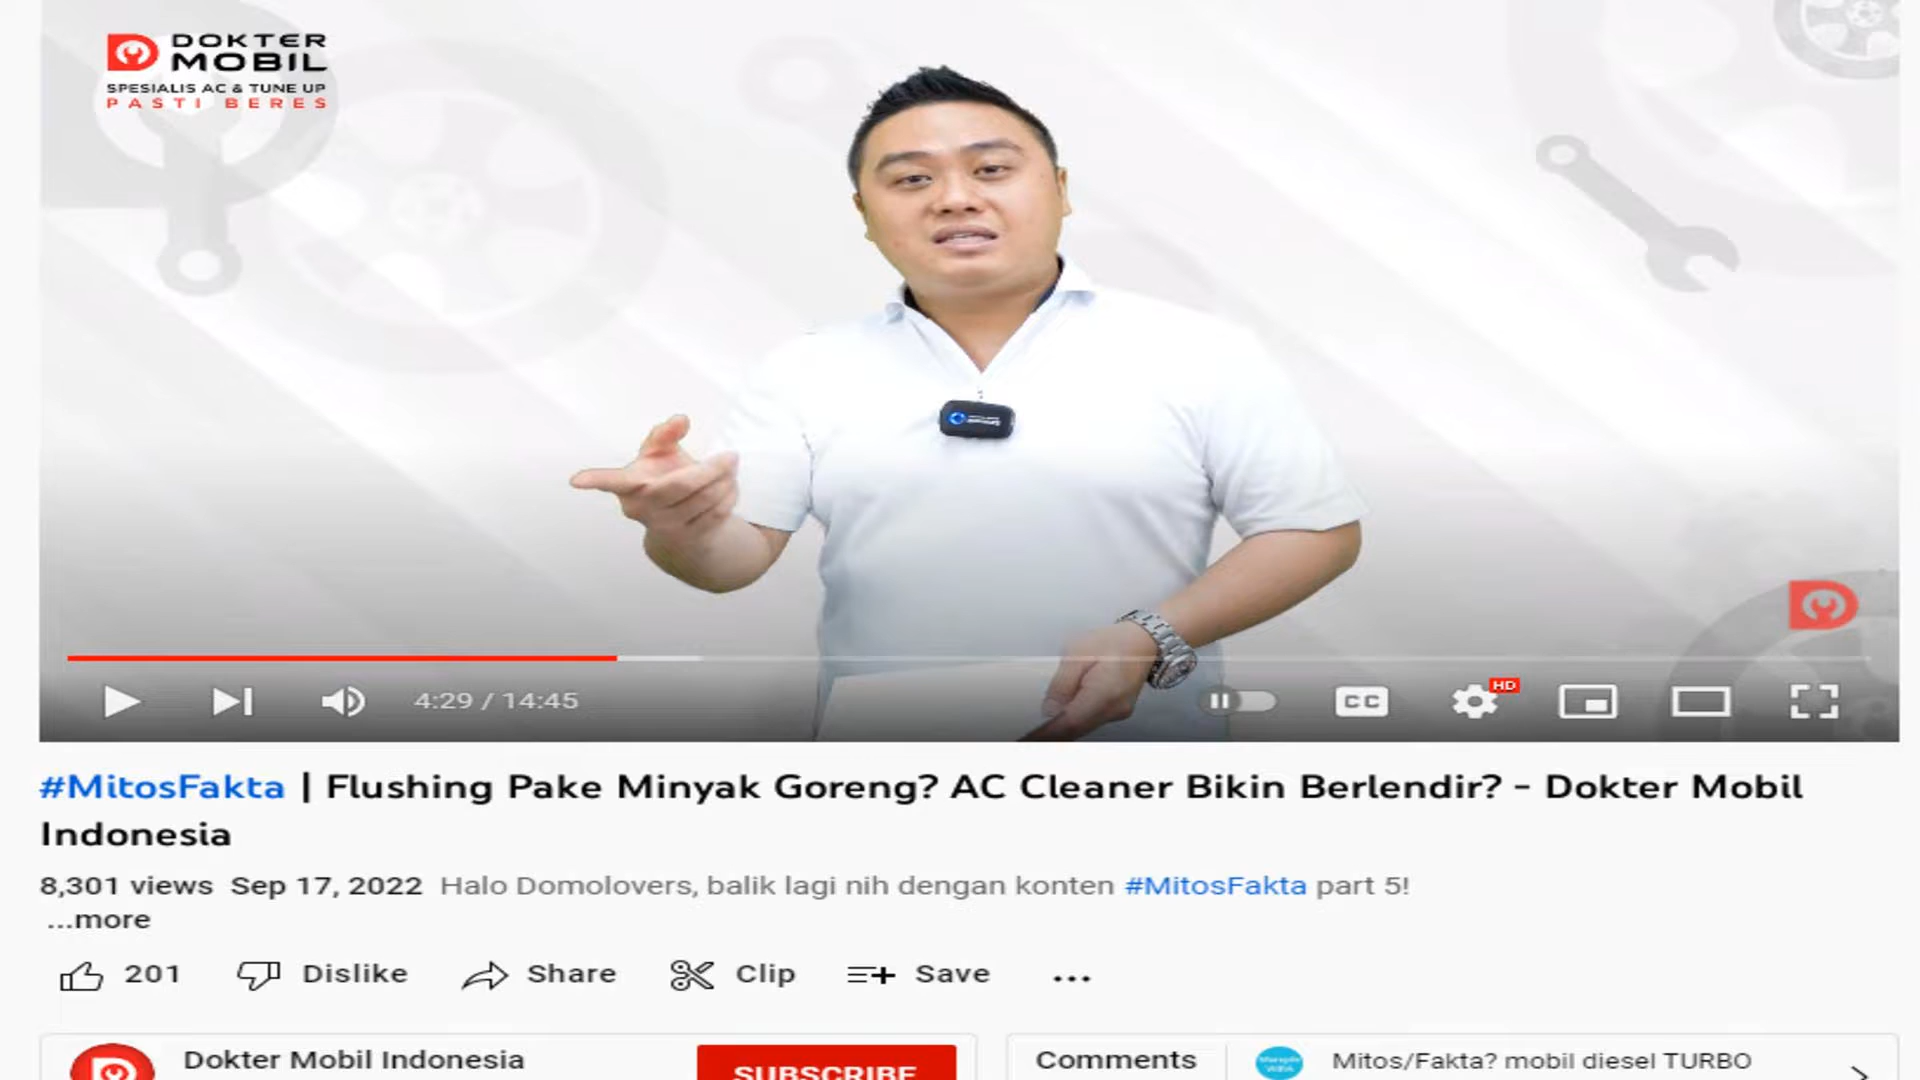 DOKTER
MOBIL
SPESIALIS AC & TUNE UP
PASTI BERES
4:29 / 14:45
CC
HD
#MitosFakta | Flushing Pake Minyak Goreng? AC Cleaner Bikin Berlendir? - Dokter Mobil
Indonesia
8,301 views Sep 17, 2022 Halo Domolovers, balik lagi nih dengan konten #MitosFakta part 5!
...more
201 Dislike Share Clip Save ...
Dokter Mobil Indonesia
SUBSCRIBE
Comments
Mitos/Fakta? mobil diesel TURBO